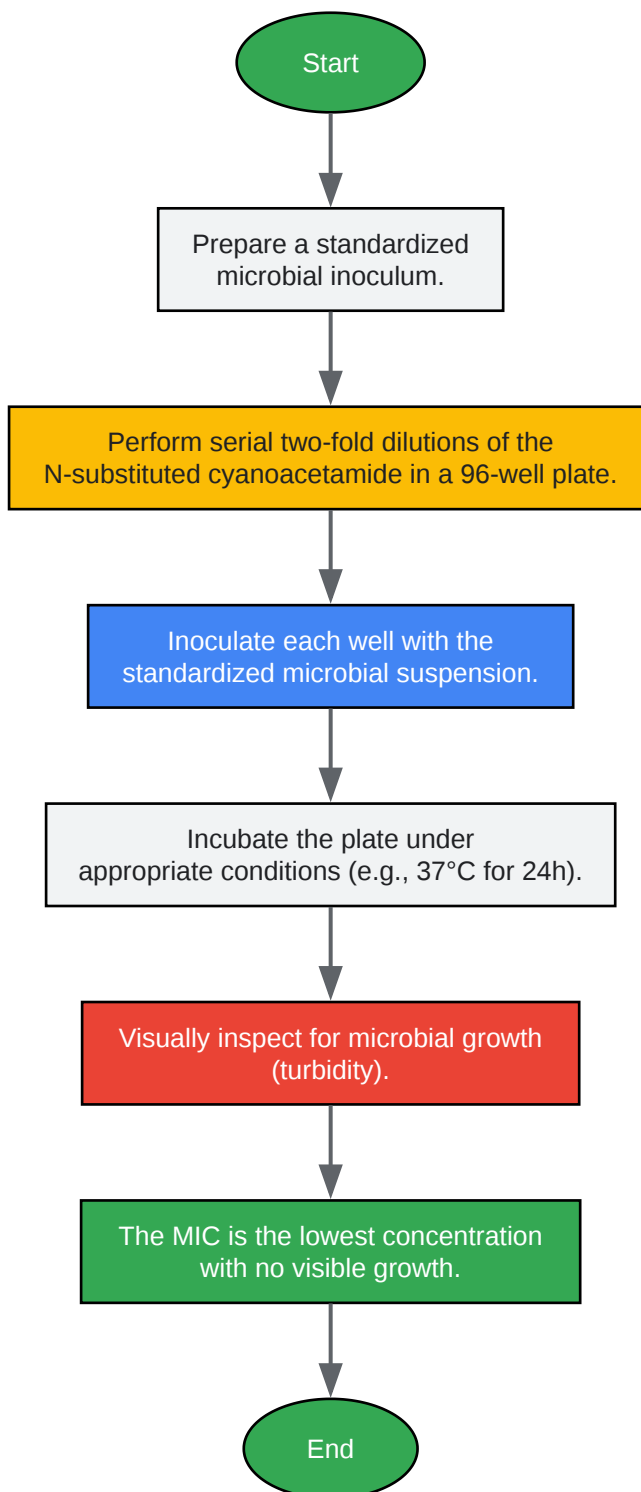 Start
Prepare a standardized
microbial inoculum.
Perform serial two-fold dilutions of the
N-substituted cyanoacetamide in a 96-well plate.
Inoculate each well with the
standardized microbial suspension.
Incubate the plate under
appropriate conditions (e.g., 37°C for 24h).
Visually inspect for microbial growth
(turbidity).
The MIC is the lowest concentration
with no visible growth.
End